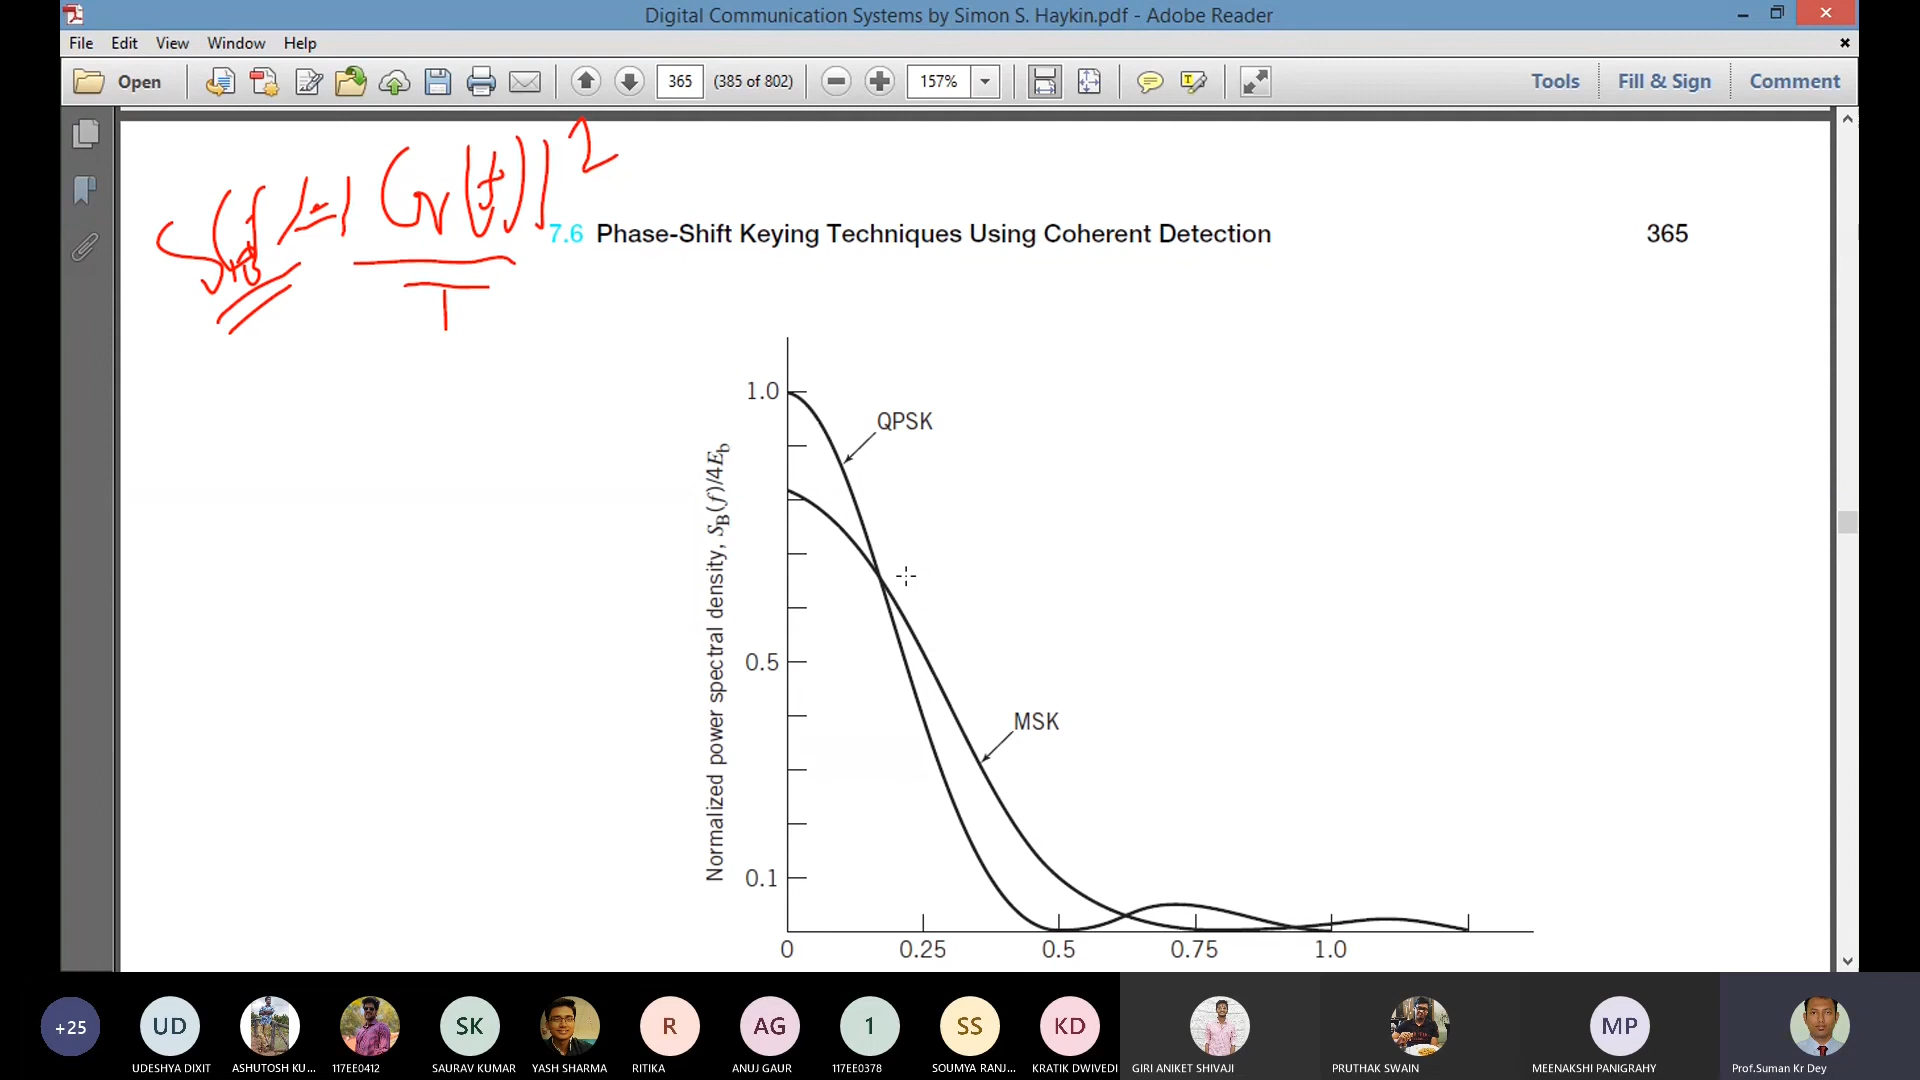 Digital Communication Systems by Simon S. Haykin.pdf - Adobe Reader
File Edit View Window Help
Open 365 (385 of 802) 157% Tools Fill & Sign Comment
7.6 Phase-Shift Keying Techniques Using Coherent Detection 365
1.0
QPSK
Normalized power spectral density, S_B(f)/4E_b
0.5
MSK
0.1
0 0.25 0.5 0.75 1.0
+25 UD SK R AG 1 SS KD MP
UDESHYA DIXIT ASHUTOSH KU... 117EE0412 SAURAV KUMAR YASH SHARMA RITIKA ANUJ GAUR 117EE0378 SOUMYA RANJ... KRATIK DWIVEDI GIRI ANIKET SHIVAJI PRUTHAK SWAIN MEENAKSHI PANIGRAHY Prof.Suman Kr Dey